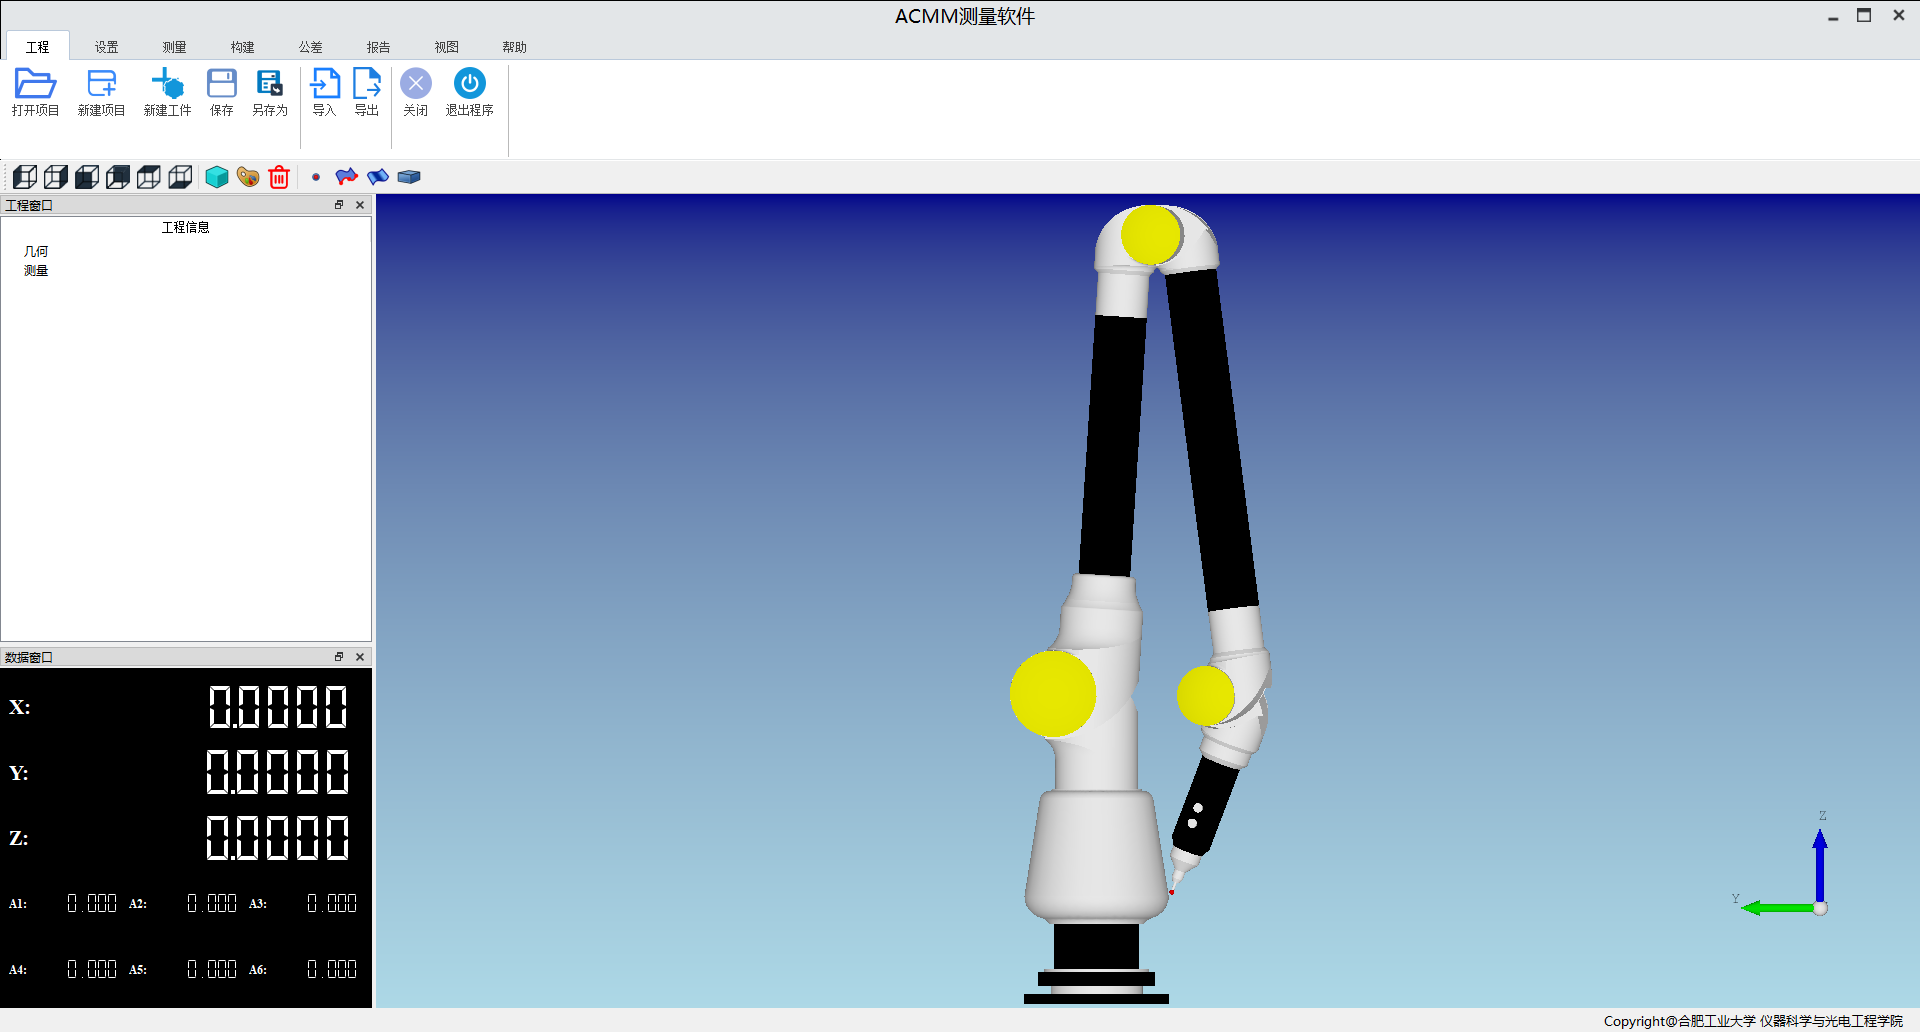 ACMM测量软件
工程 设置 测量 构建 公差 报告 视图 帮助
打开项目 新建项目 新建工件 保存 另存为 导入 导出 关闭 退出程序
工程窗口
工程信息
几何
测量
数据窗口
X: 0.0000
Y: 0.0000
Z: 0.0000
A1: 0.000 A2: 0.000 A3: 0.000
A4: 0.000 A5: 0.000 A6: 0.000
Z
Y
Copyright@合肥工业大学 仪器科学与光电工程学院